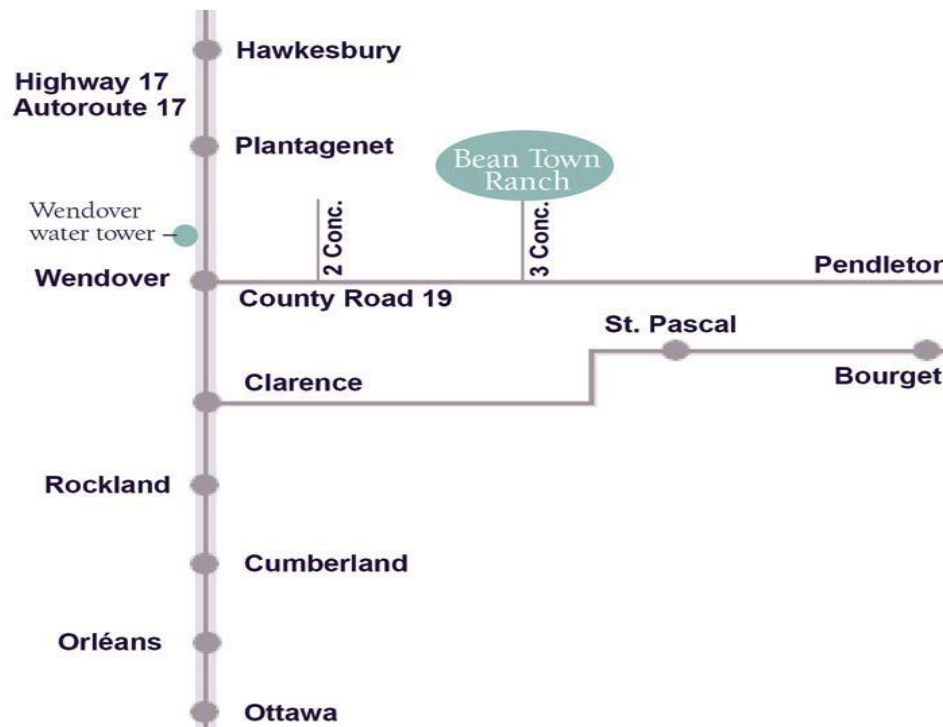 Hawkesbury
Highway 17
Autoroute 17
Plantagenet
Bean Town
Ranch
Wendover
water tower
2 Conc.
3 Conc.
Wendover
Pendleton
County Road 19
St. Pascal
Clarence
Bourget
Rockland
Cumberland
Orléans
Ottawa